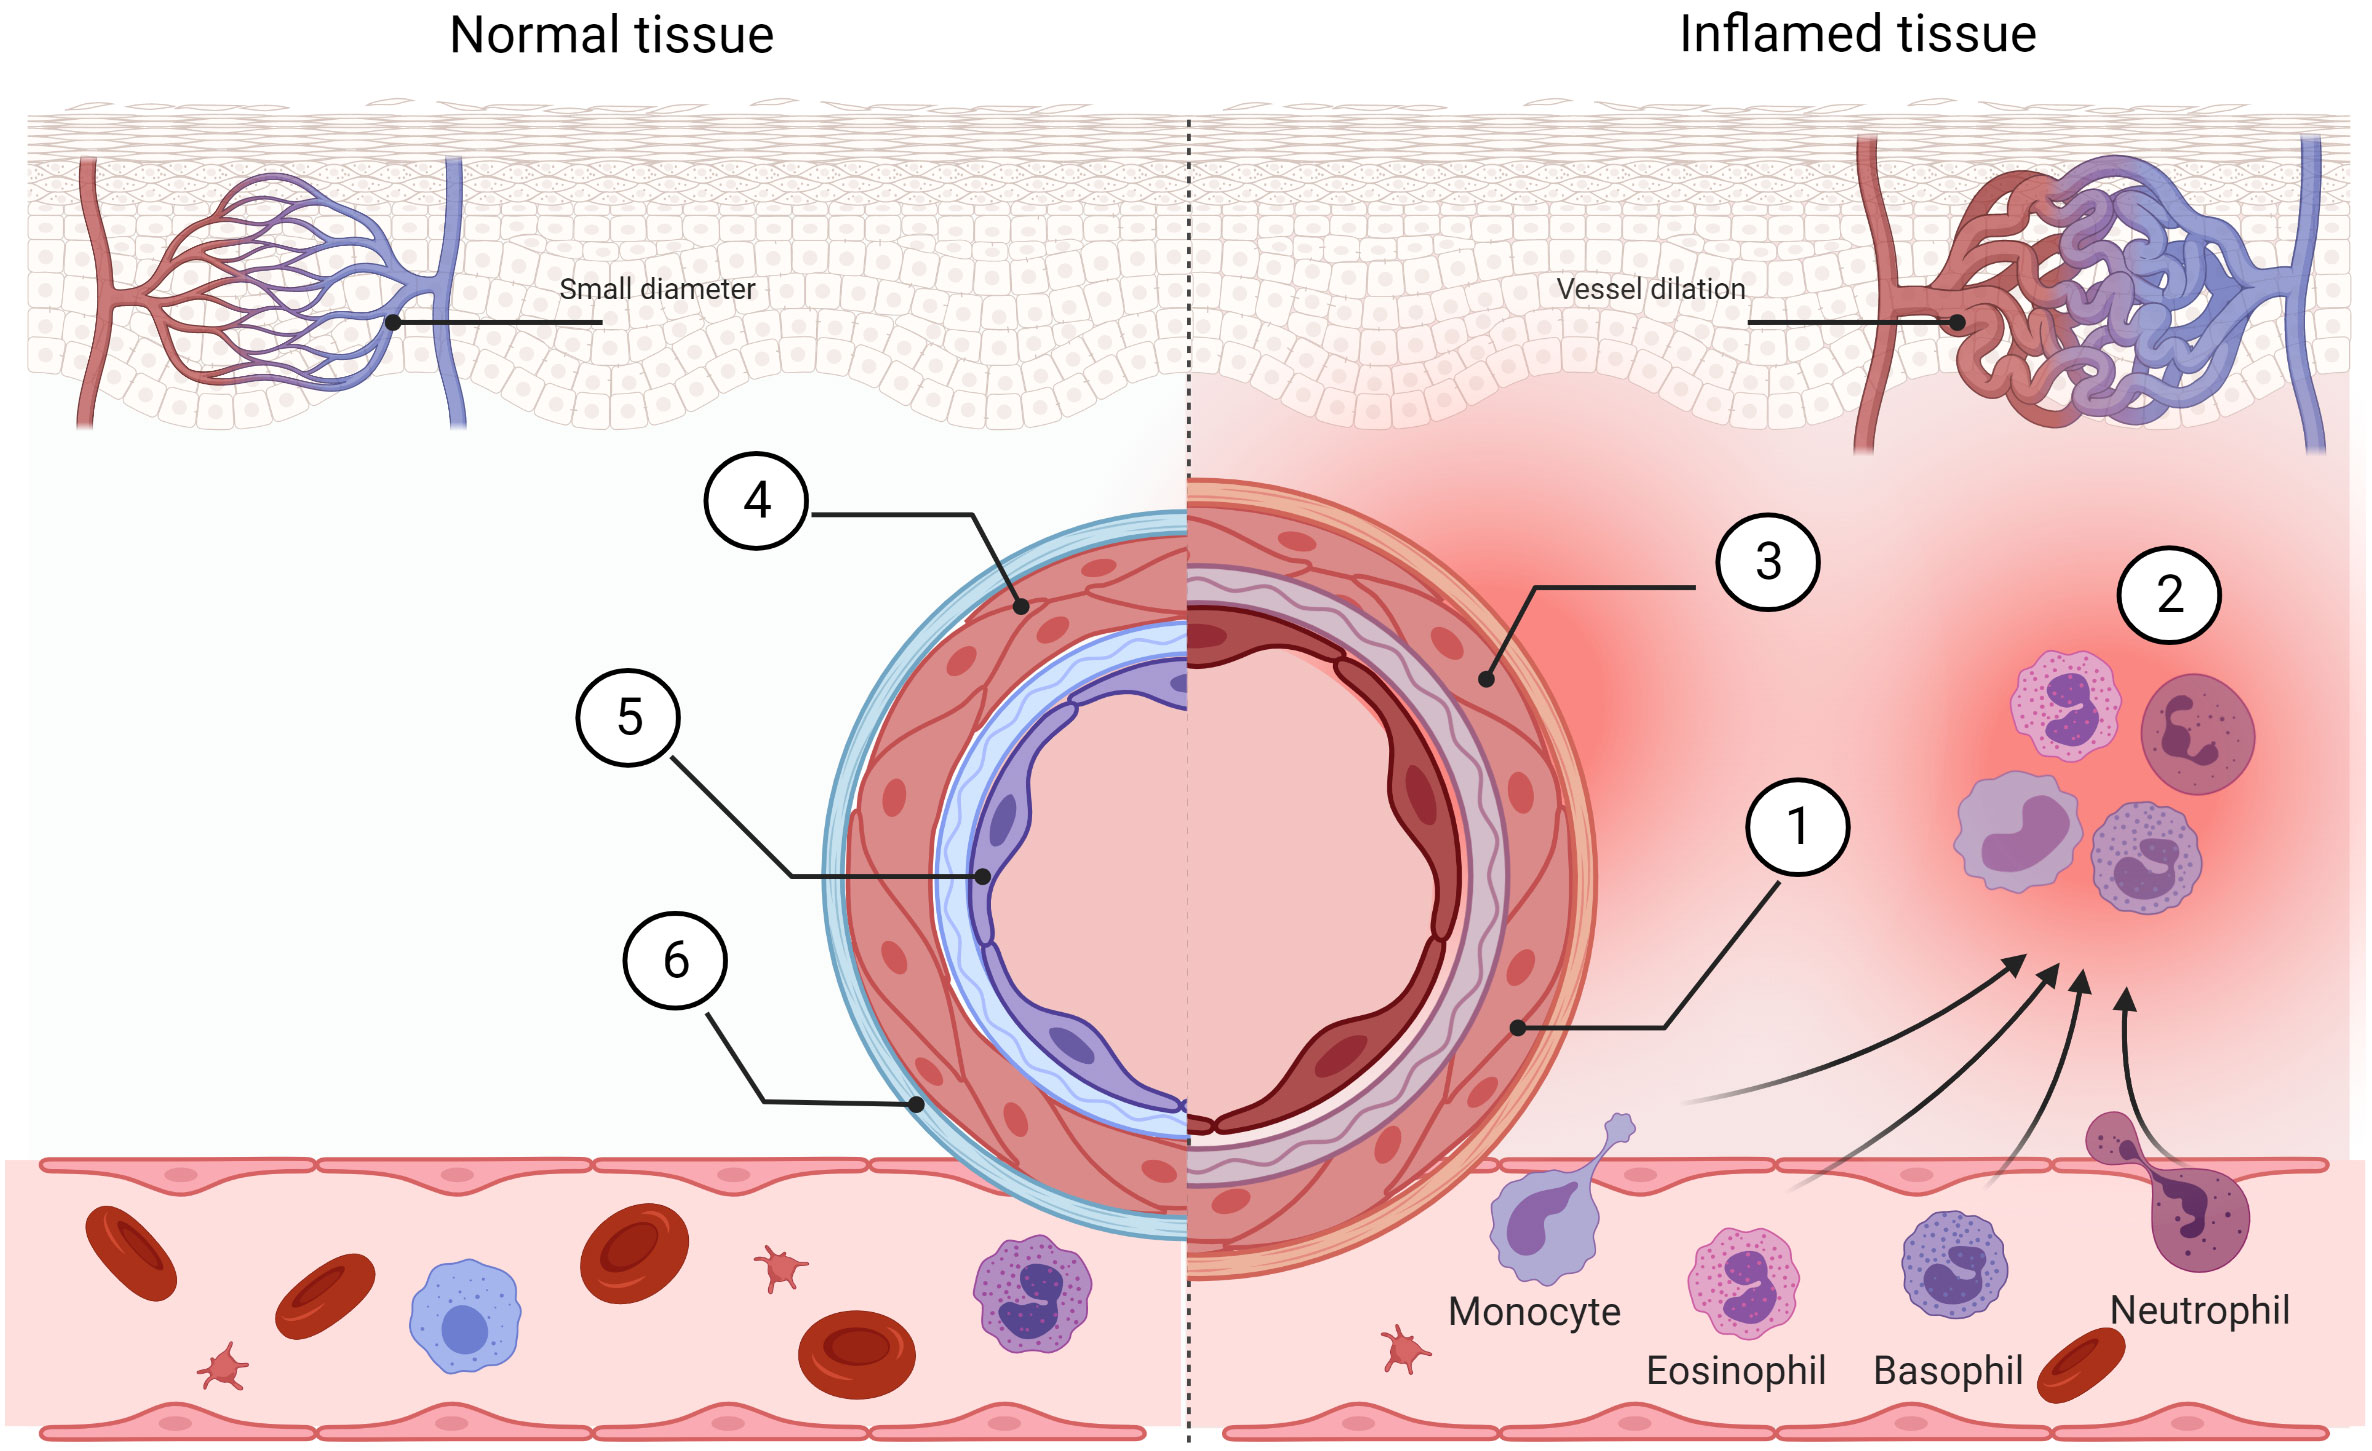 Normal tissue
Inflamed tissue
Small diameter
Vessel dilation
4
3
2
5
1
6
Monocyte
Neutrophil
Eosinophil
Basophil